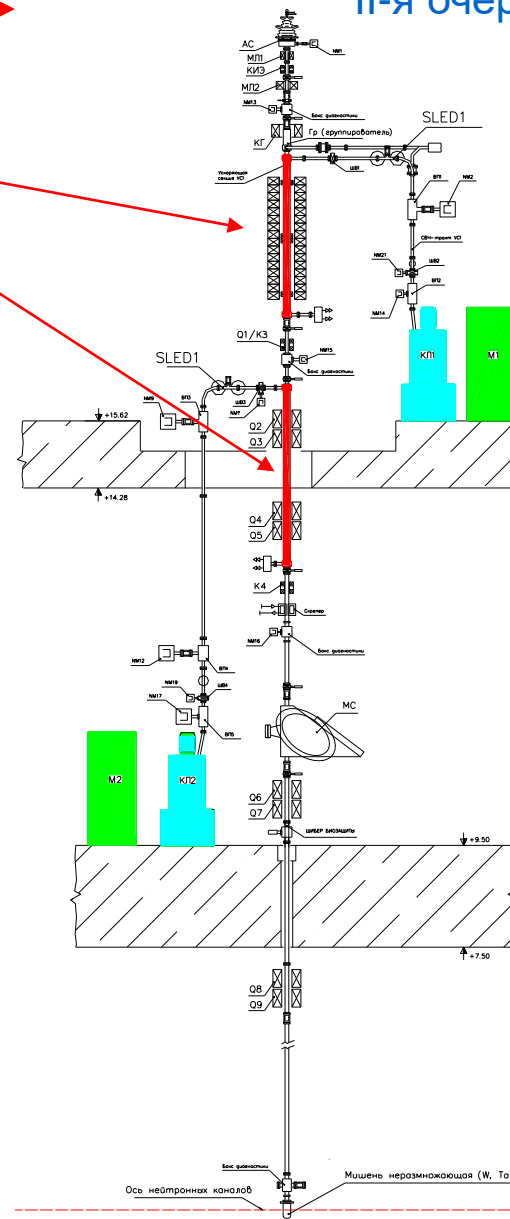 II-я очер
АС
NM1
МЛ1
КИЭ
МЛ2
NM13
Бокс диагностики
КГ
Гр (группирователь)
SLED1
Ускоряющая
секция УС1
ШВ1
ВП1
NM2
СВЧ-тракт УС1
NM21
ШВ2
NM14
ВП2
КЛ1
М1
Q1/К3
NM15
Бокс диагностики
SLED1
NM9
ВП3
ШВ3
NM7
+15.62
Q2
Q3
+14.28
Q4
Q5
К4
Скрепер
NM16
Бокс диагностики
NM12
ВП4
NM19
ШВ4
NM17
ВП5
МС
М2
КЛ2
Q6
Q7
ШИБЕР БИОЗАЩИТЫ
+9.50
+7.50
Q8
Q9
Бокс диагностики
Мишень неразмножающая (W, Ta
Ось нейтронных каналов